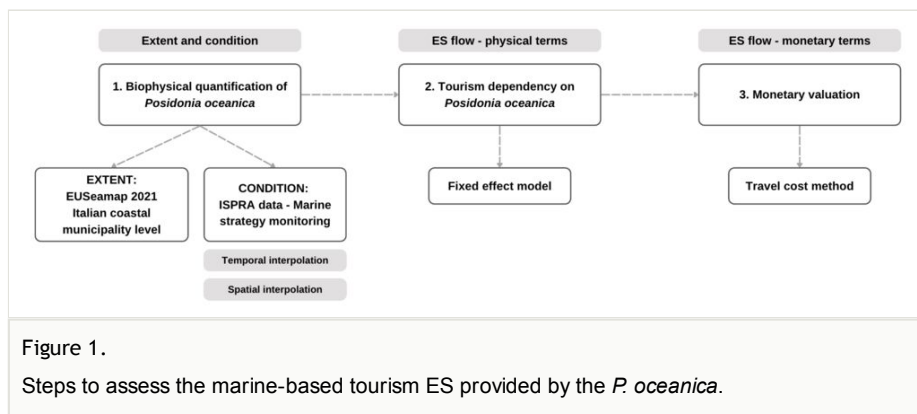 Extent and condition
ES flow - physical terms
ES flow - monetary terms
1. Biophysical quantification of
Posidonia oceanica
2. Tourism dependency on
Posidonia oceanica
3. Monetary valuation
EXTENT:
EUSeamap 2021
Italian coastal
municipality level
CONDITION:
ISPRA data - Marine
strategy monitoring
Fixed effect model
Travel cost method
Temporal interpolation
Spatial interpolation
Figure 1.
Steps to assess the marine-based tourism ES provided by the P. oceanica.